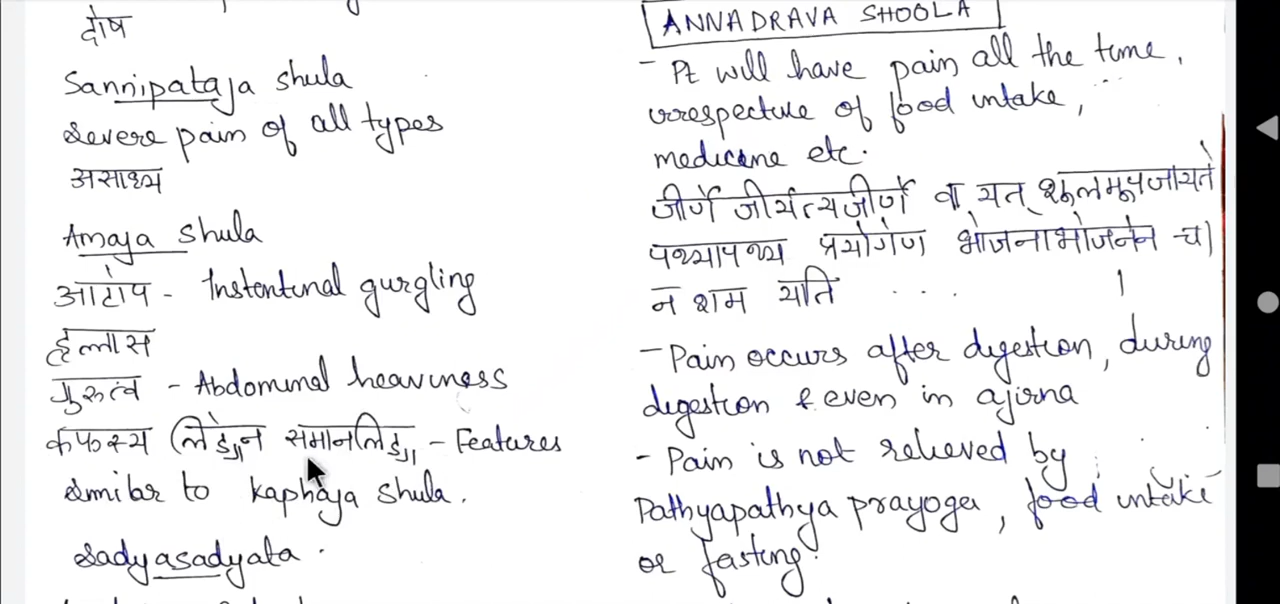 दोष
Sannipataja shula
Severe pain of all types
असाध्य
Amaja shula
आटोप - Instentinal gurgling
हृल्लास
गुरुत्व - Abdominal heaviness
कफस्य लिङ्गेन समानलिङ्ग - Features
similar to kaphaja shula.
Sadyasadyata.
ANNADRAVA SHOOLA
- Pt will have pain all the time,
irrespective of food intake,
medicine etc.
जीर्णे जीर्यत्यजीर्णे वा यत् शूलमूपजायते
पथ्यापथ्य प्रयोगेण भोजनाभोजनेन च।
न शम याति ... ।
- Pain occurs after digestion, during
digestion & even in ajirna
- Pain is not relieved by
Pathyapathya prayoga, food intake
or fasting.